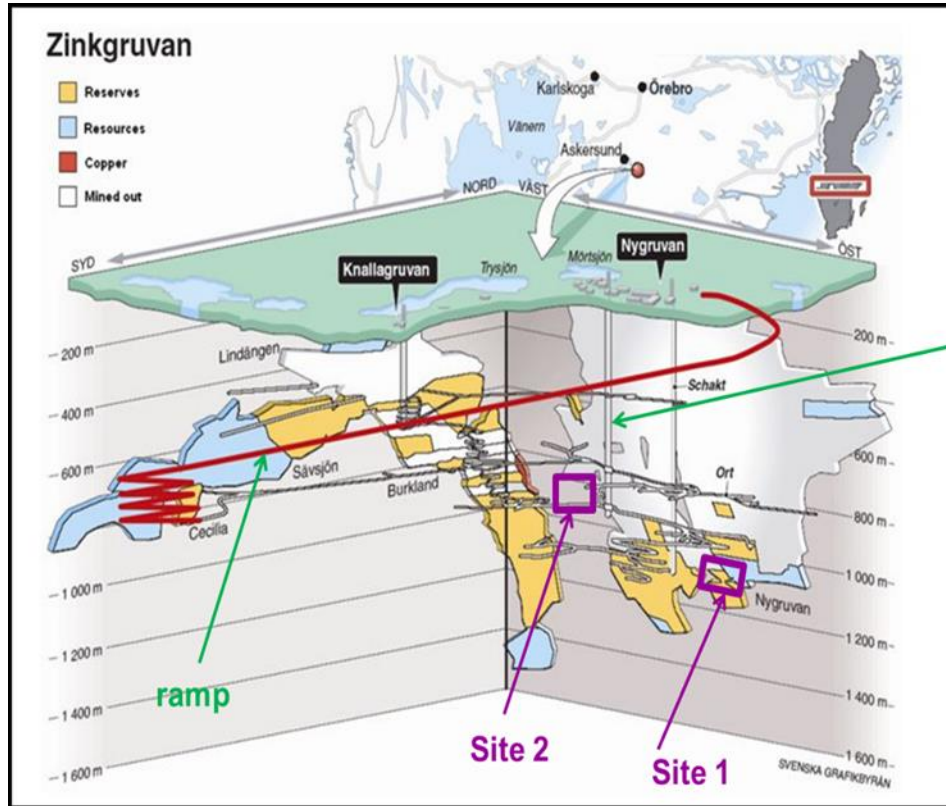 Zinkgruvan
Reserves
Resources
Copper
Mined out
Karlskoga
Örebro
Vänern
Askersund
NORD
VÄST
SYD
ÖST
Knallagruvan
Trysjön
Mörtsjön
Nygruvan
200 m
400 m
600 m
800 m
1 000 m
1 200 m
1 400 m
1 600 m
Lindängen
Sävsjön
Burkland
Cecilia
Schakt
Ort
Nygruvan
200 m
400 m
600 m
800 m
1 000 m
1 200 m
1 400 m
1 600 m
ramp
Site 2
Site 1
SVENSKA GRAFIKBYRÅN